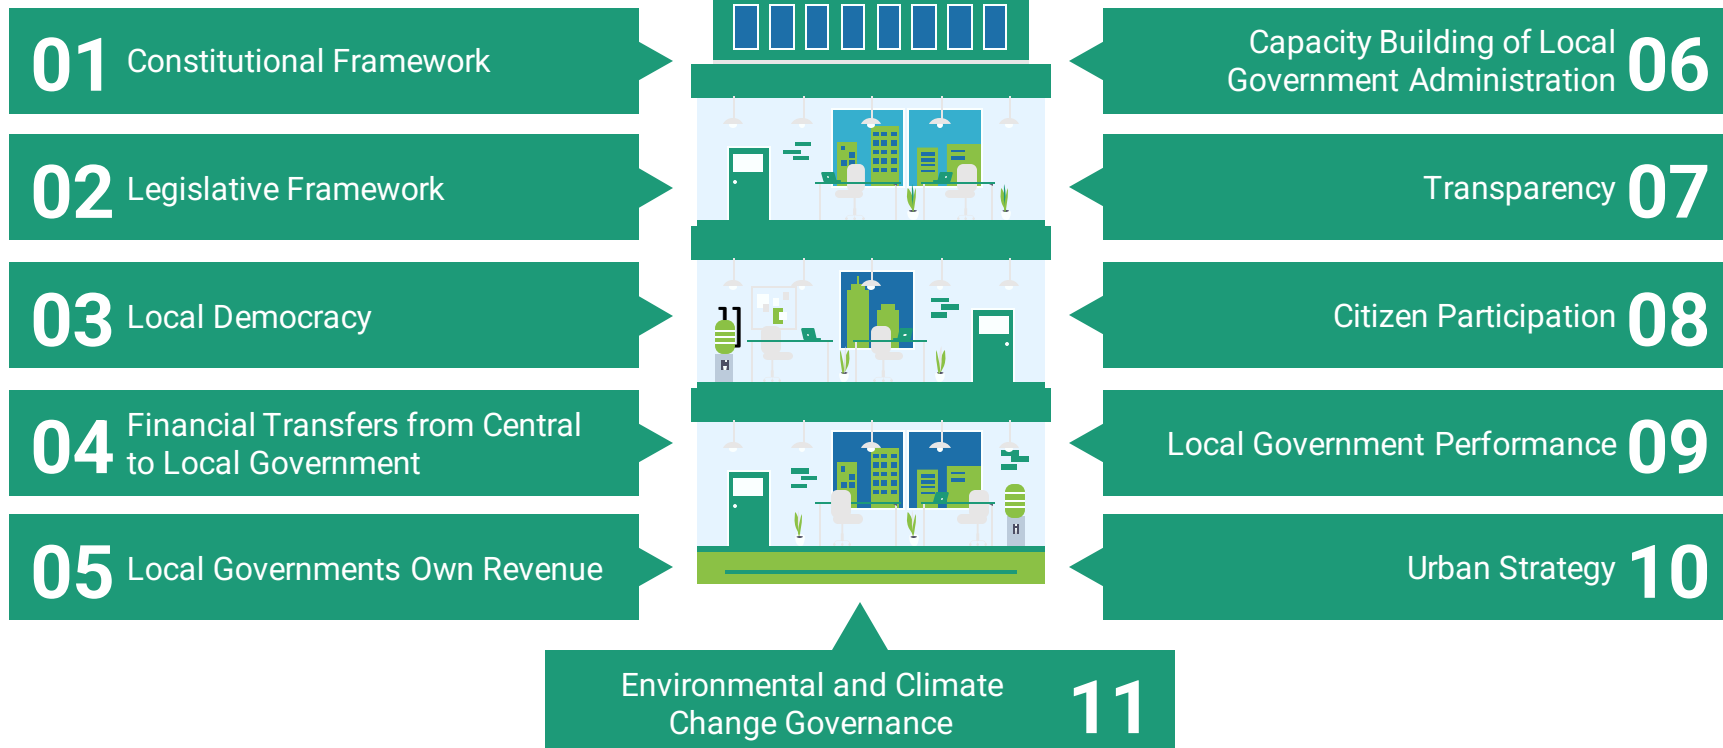 01 Constitutional Framework
02 Legislative Framework
03 Local Democracy
04 Financial Transfers from Central
to Local Government
05 Local Governments Own Revenue
Capacity Building of Local
Government Administration 06
Transparency 07
Citizen Participation 08
Local Government Performance 09
Urban Strategy 10
Environmental and Climate
Change Governance 11